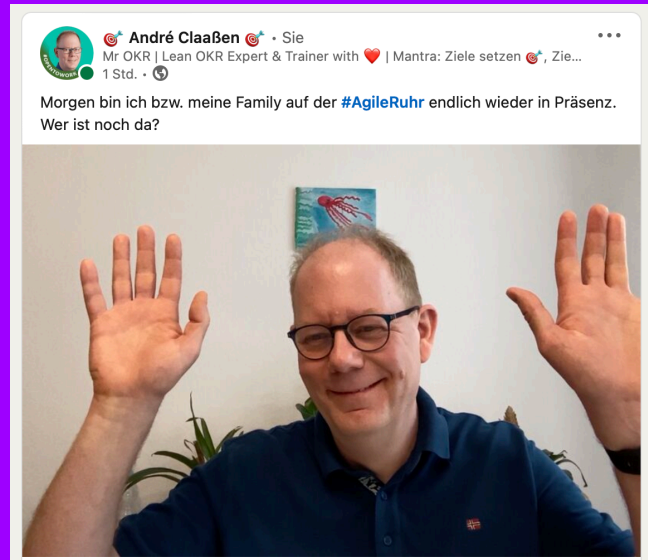 🎯 André Claaßen 🎯 • Sie
Mr OKR | Lean OKR Expert & Trainer with ❤️ | Mantra: Ziele setzen 🎯, Zie...
1 Std. •
Morgen bin ich bzw. meine Family auf der #AgileRuhr endlich wieder in Präsenz.
Wer ist noch da?
#OPENTOWORK